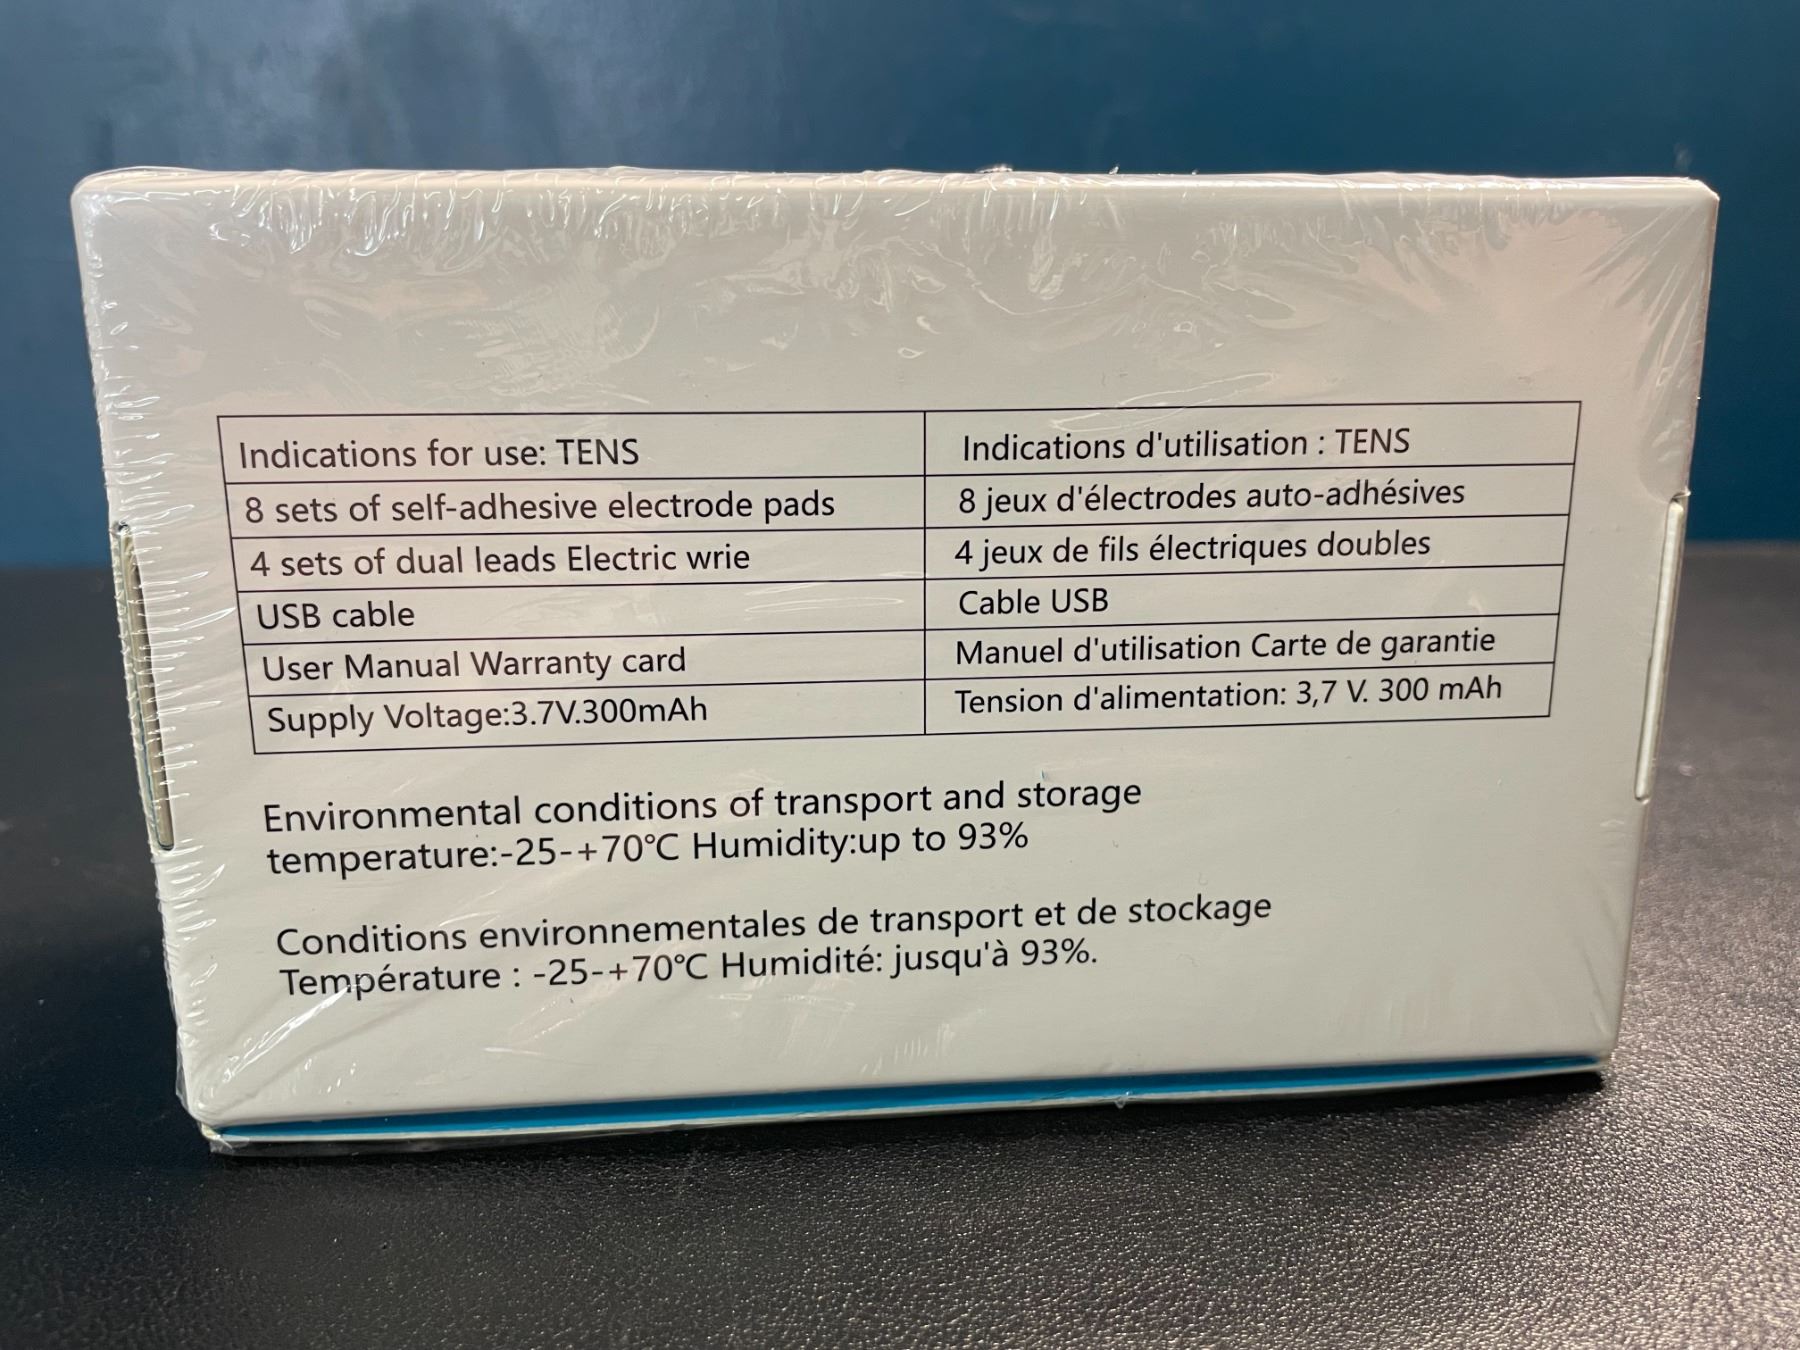 Indications for use: TENS
Indications d'utilisation : TENS
8 sets of self-adhesive electrode pads
8 jeux d'électrodes auto-adhésives
4 sets of dual leads Electric wrie
4 jeux de fils électriques doubles
USB cable
Cable USB
User Manual Warranty card
Manuel d'utilisation Carte de garantie
Supply Voltage:3.7V.300mAh
Tension d'alimentation: 3,7 V. 300 mAh
Environmental conditions of transport and storage
temperature:-25-+70℃ Humidity:up to 93%
Conditions environnementales de transport et de stockage
Température : -25-+70℃ Humidité: jusqu'à 93%.